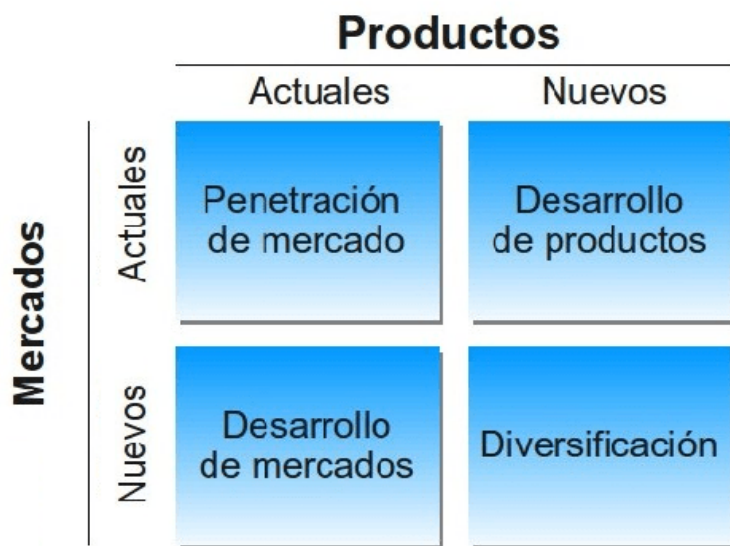 Productos
Actuales
Nuevos
Mercados
Actuales
Penetración
de mercado
Desarrollo
de productos
Nuevos
Desarrollo
de mercados
Diversificación